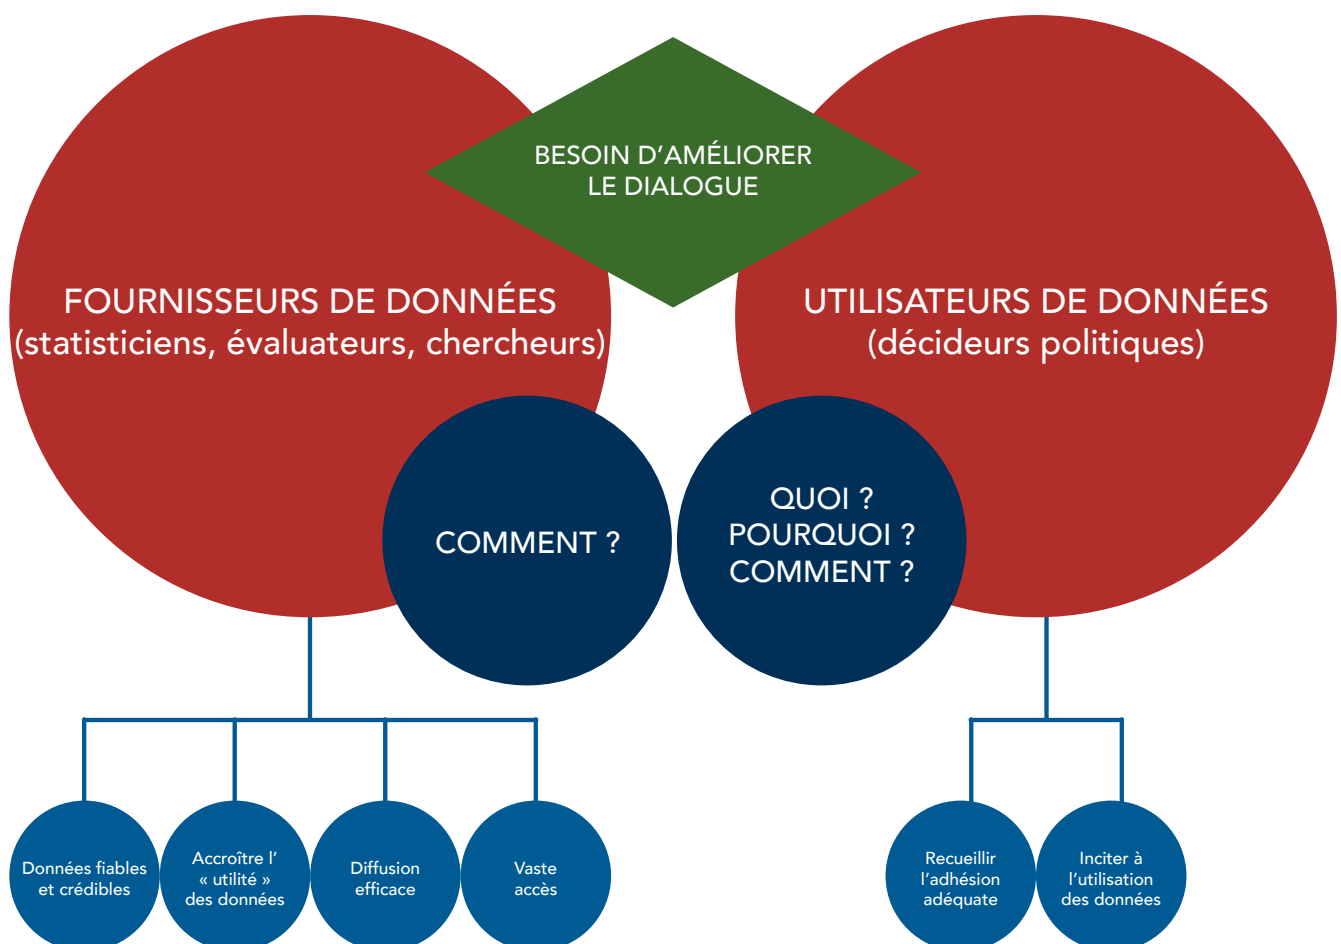 BESOIN D'AMÉLIORER
LE DIALOGUE
FOURNISSEURS DE DONNÉES
(statisticiens, évaluateurs, chercheurs)
UTILISATEURS DE DONNÉES
(décideurs politiques)
COMMENT ?
QUOI ?
POURQUOI ?
COMMENT ?
Données fiables
et crédibles
Accroître l'
« utilité »
des données
Diffusion
efficace
Vaste
accès
Recueillir
l'adhésion
adéquate
Inciter à
l'utilisation
des données